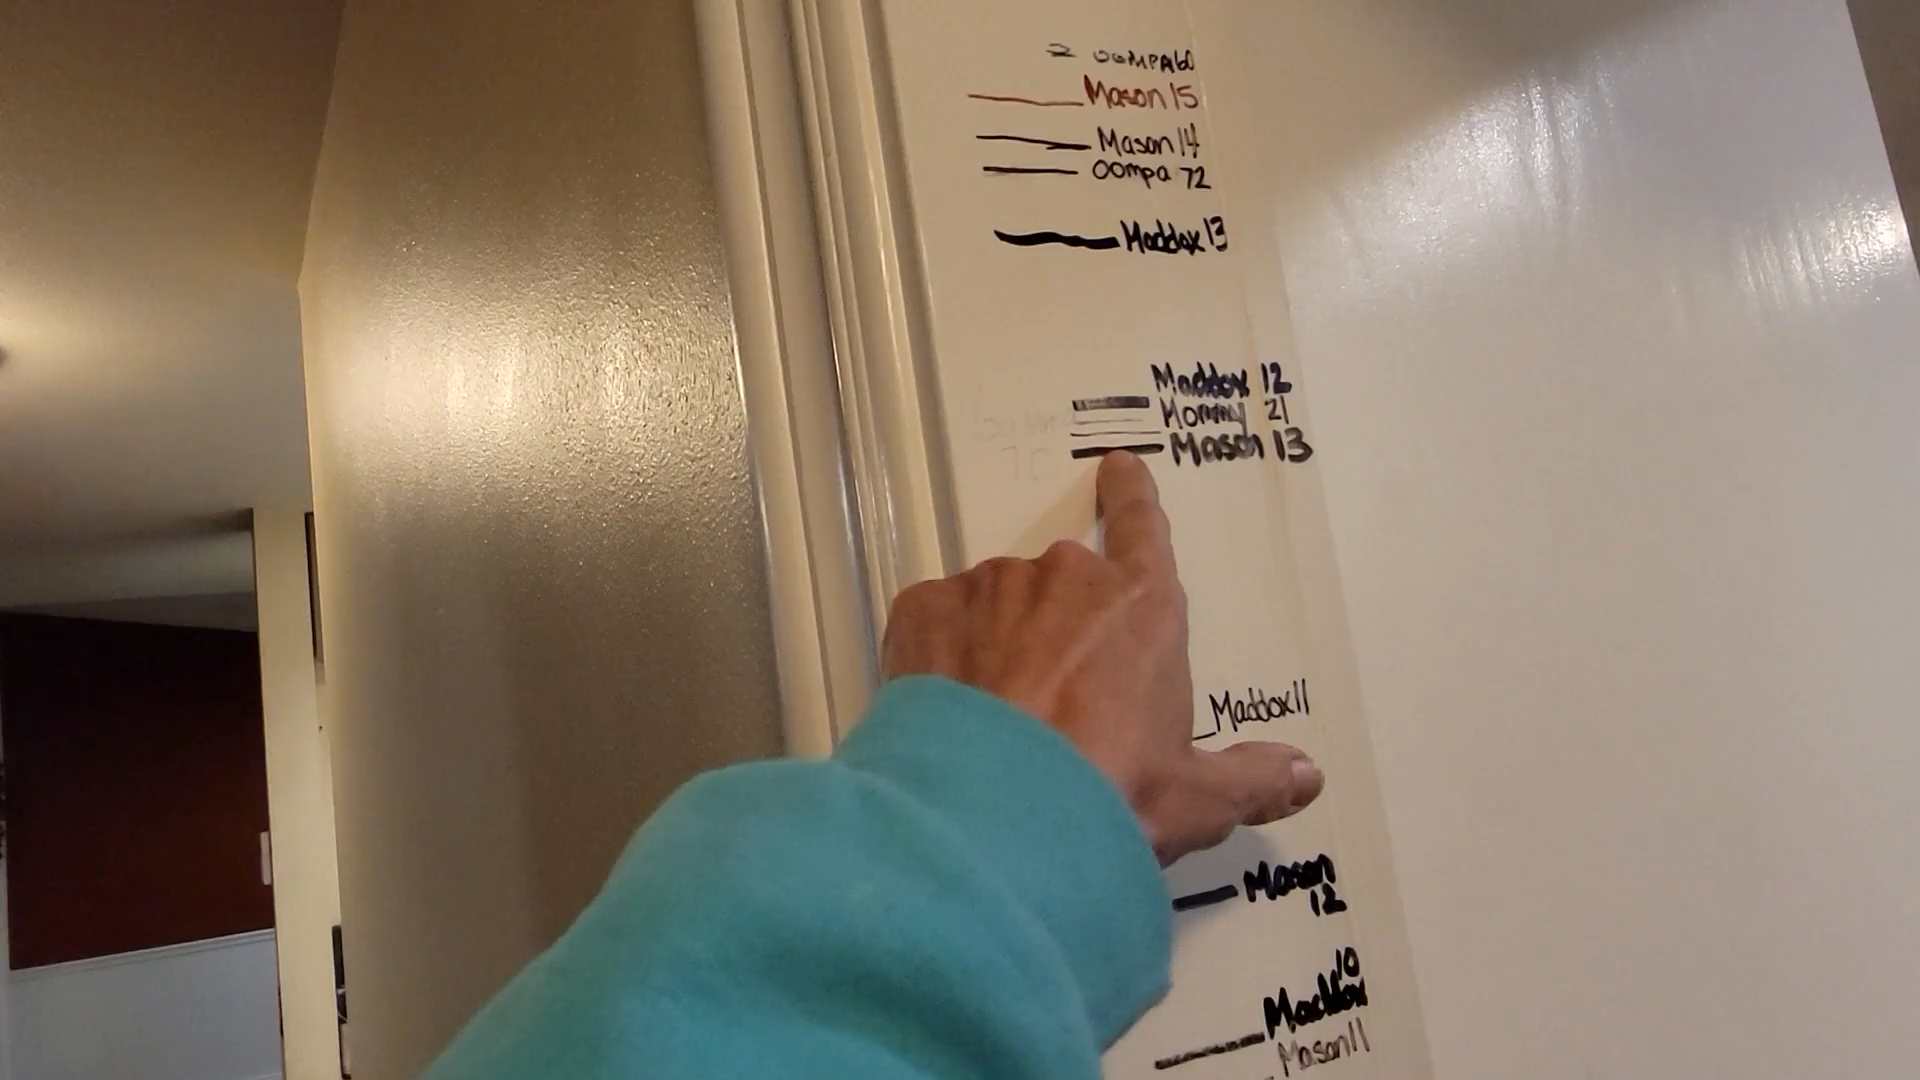 OOMPA 60
Mason 15
Mason 14
Oompa 72
Maddox 13
Maddox 12
Mommy 21
Mason 13
Maddox 11
Mason
12
10
Maddox
Mason 11